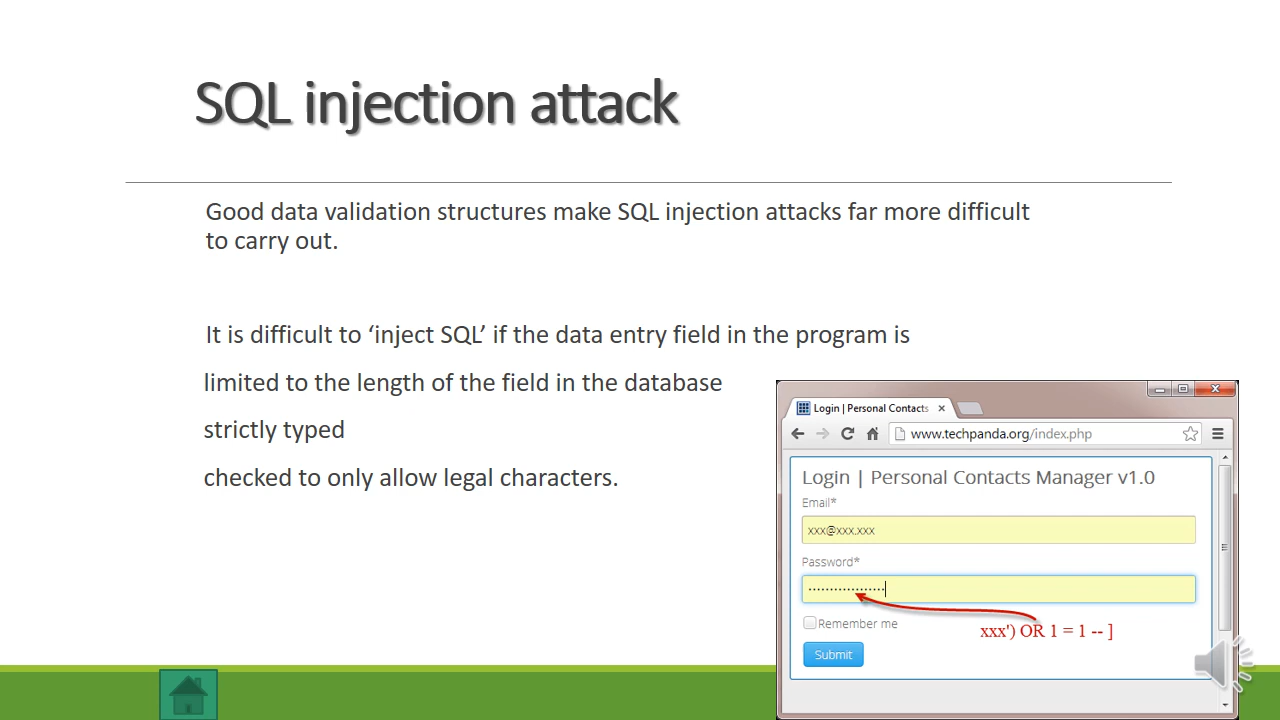 SQL injection attack
Good data validation structures make SQL injection attacks far more difficult
to carry out.
It is difficult to ‘inject SQL’ if the data entry field in the program is
limited to the length of the field in the database
strictly typed
checked to only allow legal characters.
Login | Personal Contacts
www.techpanda.org/index.php
Login | Personal Contacts Manager v1.0
Email*
xxx@xxx.xxx
Password*
Remember me
xxx') OR 1 = 1 -- ]
Submit